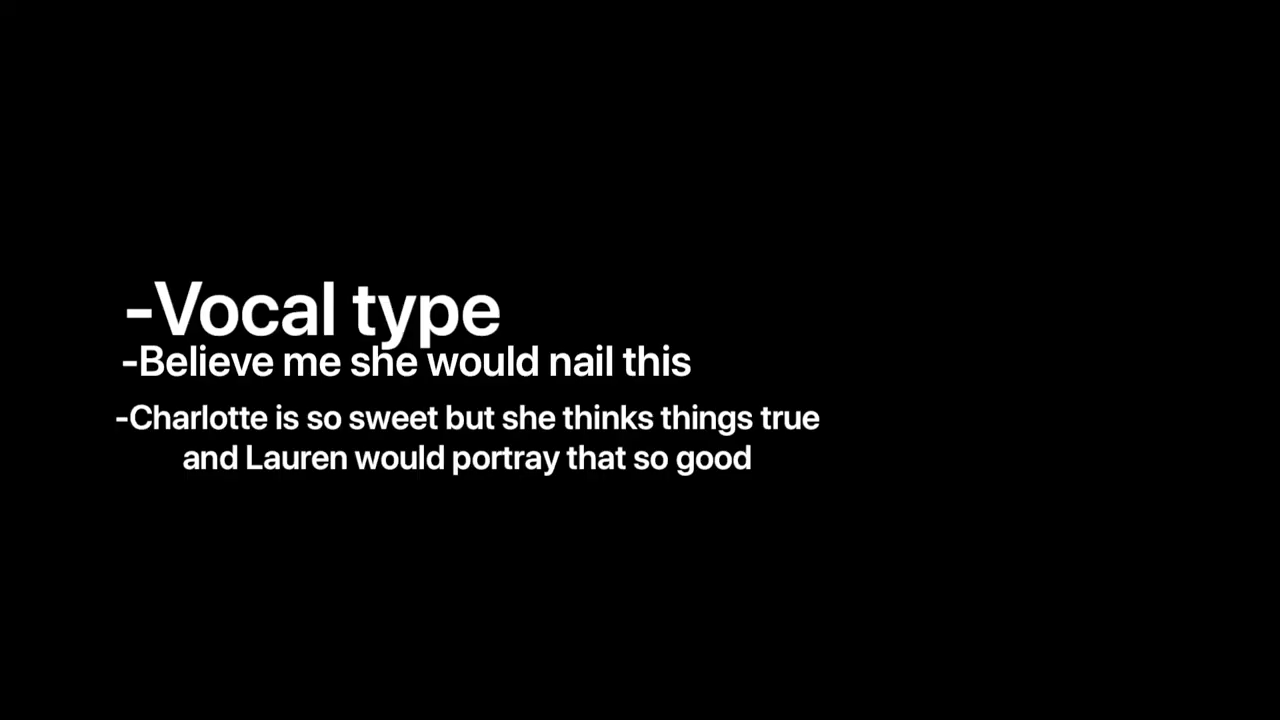 -Vocal type
-Believe me she would nail this
-Charlotte is so sweet but she thinks things true
and Lauren would portray that so good